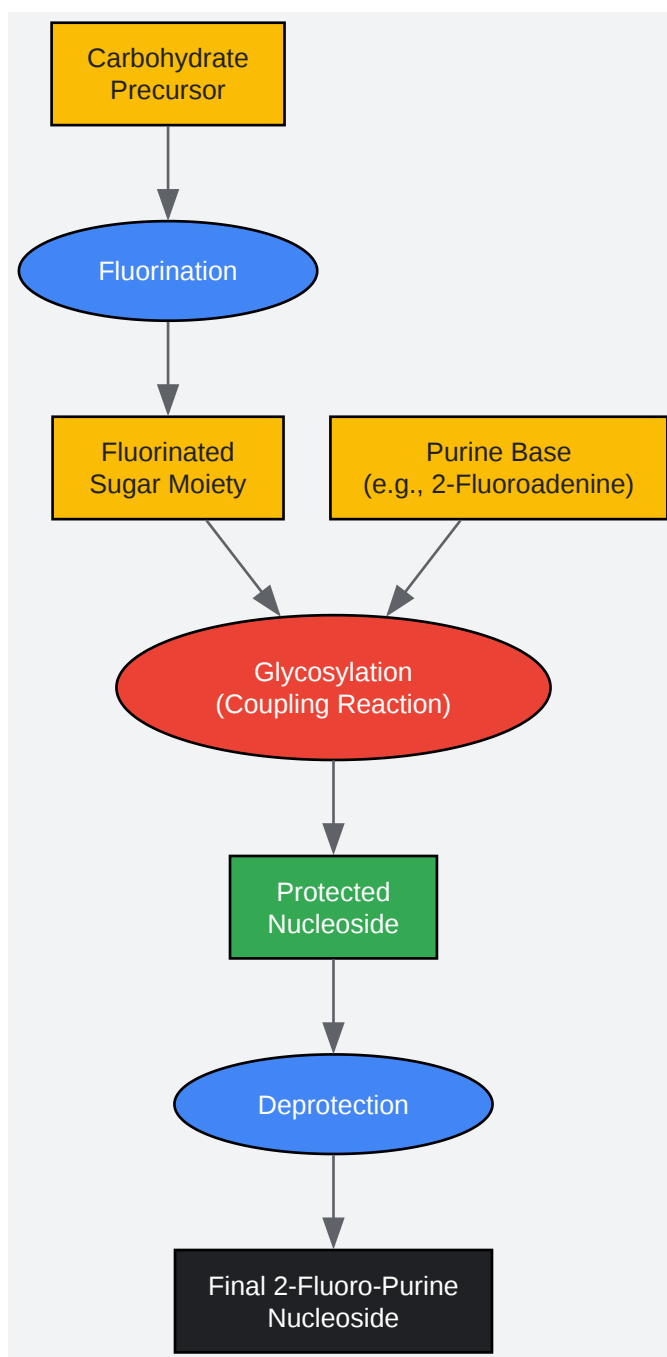 Carbohydrate
Precursor
Fluorination
Fluorinated
Sugar Moiety
Purine Base
(e.g., 2-Fluoroadenine)
Glycosylation
(Coupling Reaction)
Protected
Nucleoside
Deprotection
Final 2-Fluoro-Purine
Nucleoside